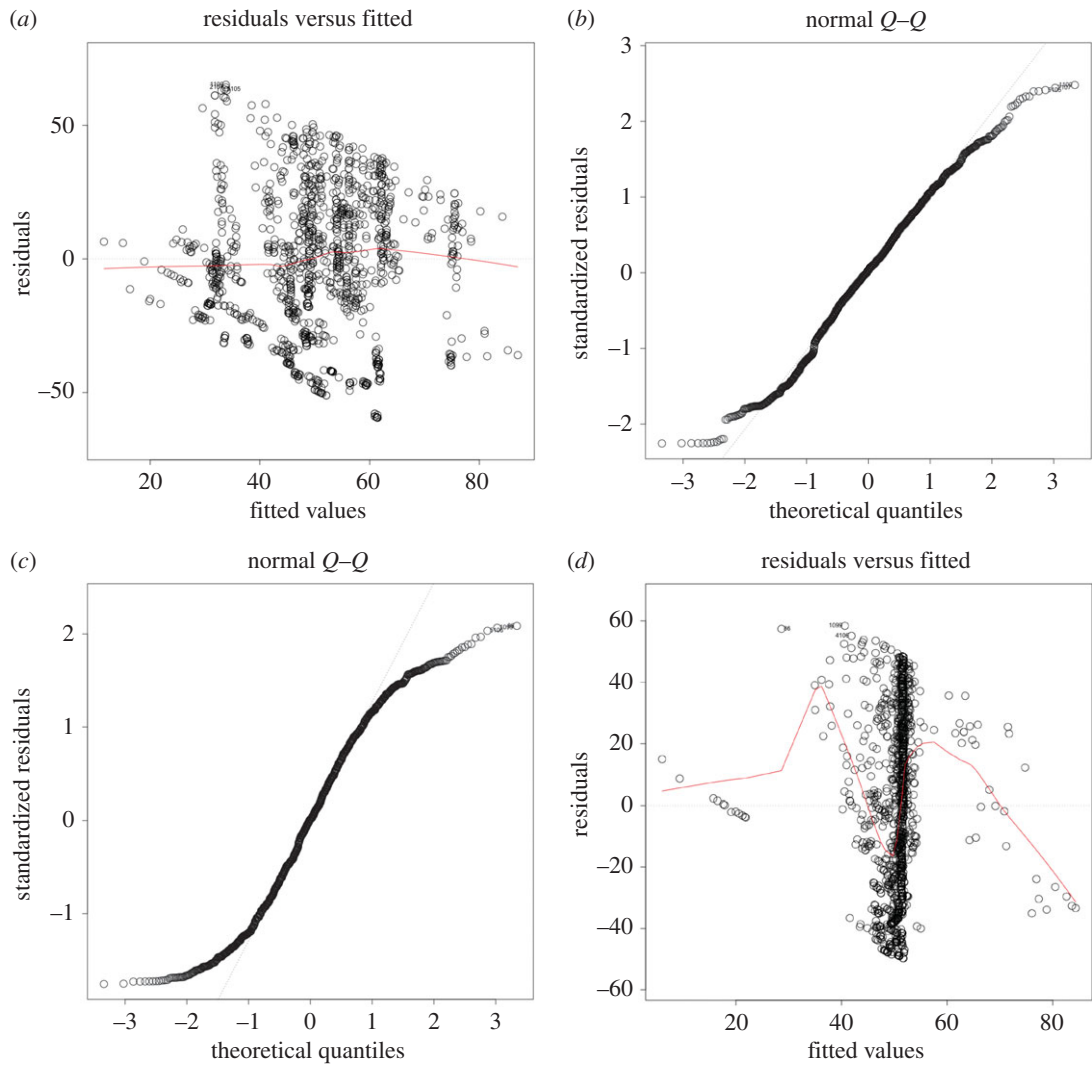 (a) residuals versus fitted
50
0
–50
residuals
20 40 60 80
fitted values
(b) normal Q–Q
3
2
1
0
–1
–2
standardized residuals
–3 –2 –1 0 1 2 3
theoretical quantiles
(c) normal Q–Q
2
1
0
–1
standardized residuals
–3 –2 –1 0 1 2 3
theoretical quantiles
(d) residuals versus fitted
60
40
20
0
–20
–40
–60
residuals
1099
20 40 60 80
fitted values